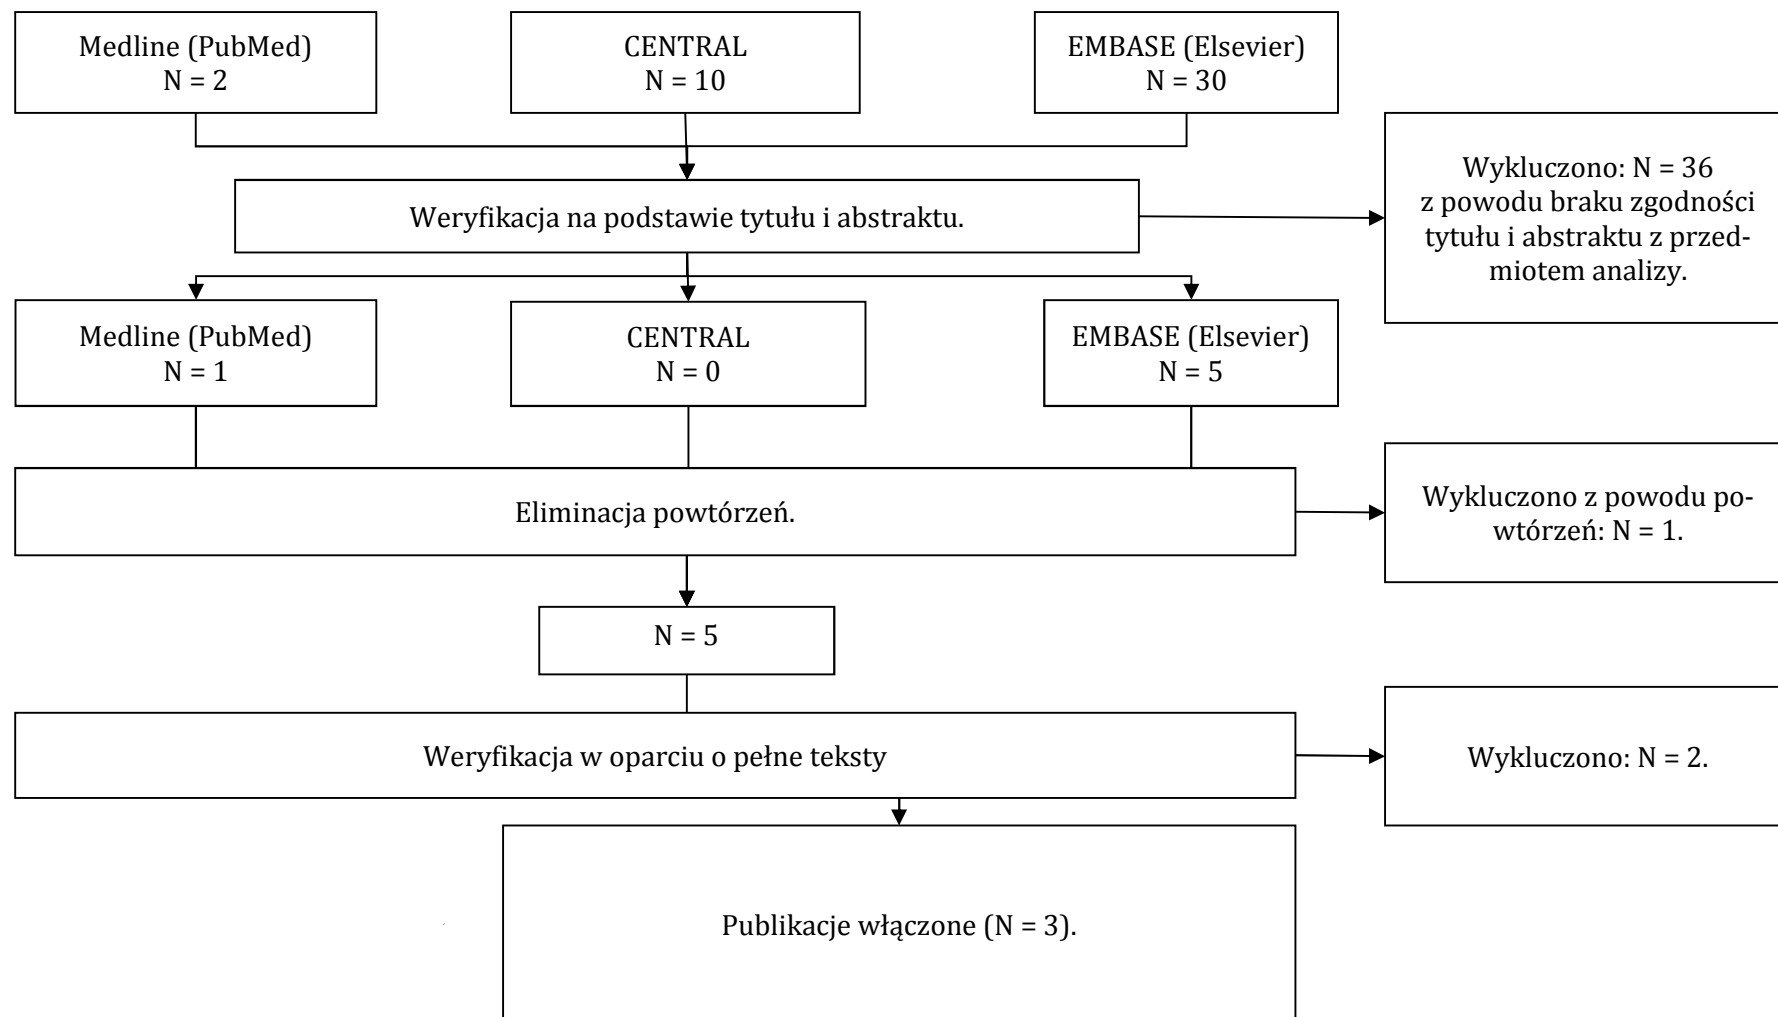 Medline (PubMed)
N = 2
CENTRAL
N = 10
EMBASE (Elsevier)
N = 30
Weryfikacja na podstawie tytułu i abstraktu.
Wykluczono: N = 36
z powodu braku zgodności
tytułu i abstraktu z przed-
miotem analizy.
Medline (PubMed)
N = 1
CENTRAL
N = 0
EMBASE (Elsevier)
N = 5
Eliminacja powtórzeń.
Wykluczono z powodu po-
wtórzeń: N = 1.
N = 5
Weryfikacja w oparciu o pełne teksty
Wykluczono: N = 2.
Publikacje włączone (N = 3).